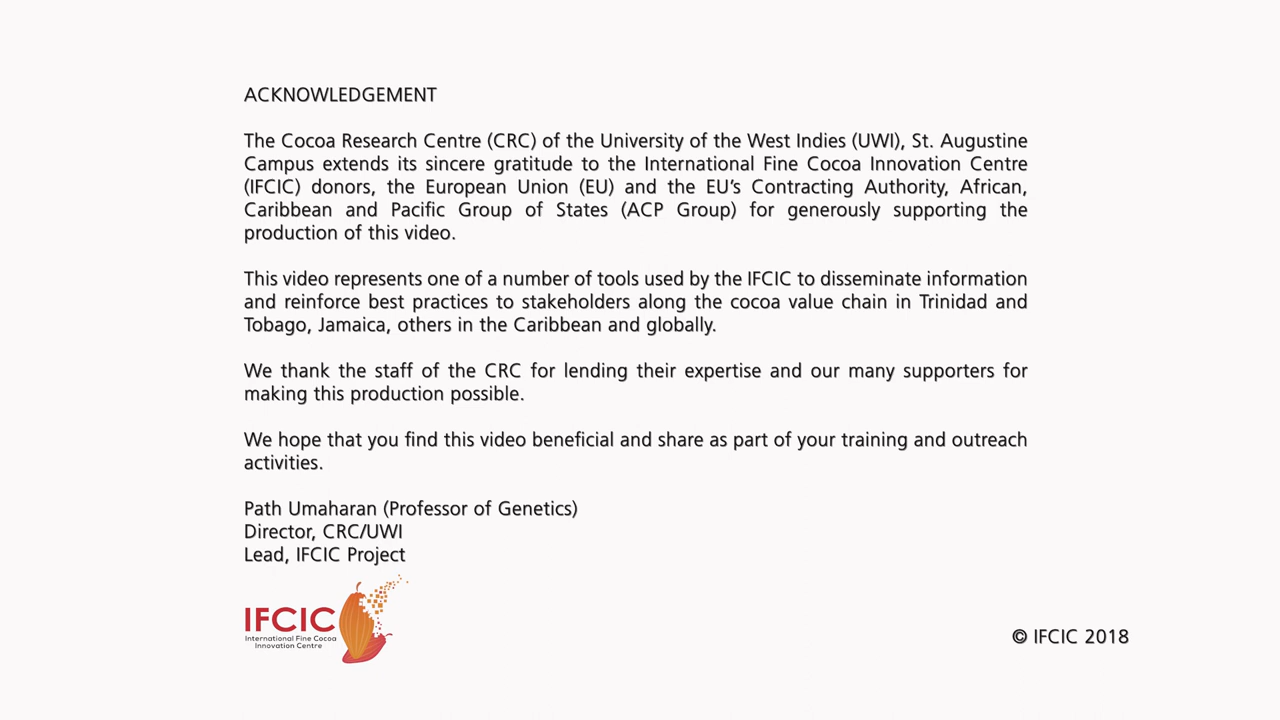 ACKNOWLEDGEMENT
The Cocoa Research Centre (CRC) of the University of the West Indies (UWI), St. Augustine
Campus extends its sincere gratitude to the International Fine Cocoa Innovation Centre
(IFCIC) donors, the European Union (EU) and the EU's Contracting Authority, African,
Caribbean and Pacific Group of States (ACP Group) for generously supporting the
production of this video.
This video represents one of a number of tools used by the IFCIC to disseminate information
and reinforce best practices to stakeholders along the cocoa value chain in Trinidad and
Tobago, Jamaica, others in the Caribbean and globally.
We thank the staff of the CRC for lending their expertise and our many supporters for
making this production possible.
We hope that you find this video beneficial and share as part of your training and outreach
activities.
Path Umaharan (Professor of Genetics)
Director, CRC/UWI
Lead, IFCIC Project
IFCIC
International Fine Cocoa
Innovation Centre
© IFCIC 2018